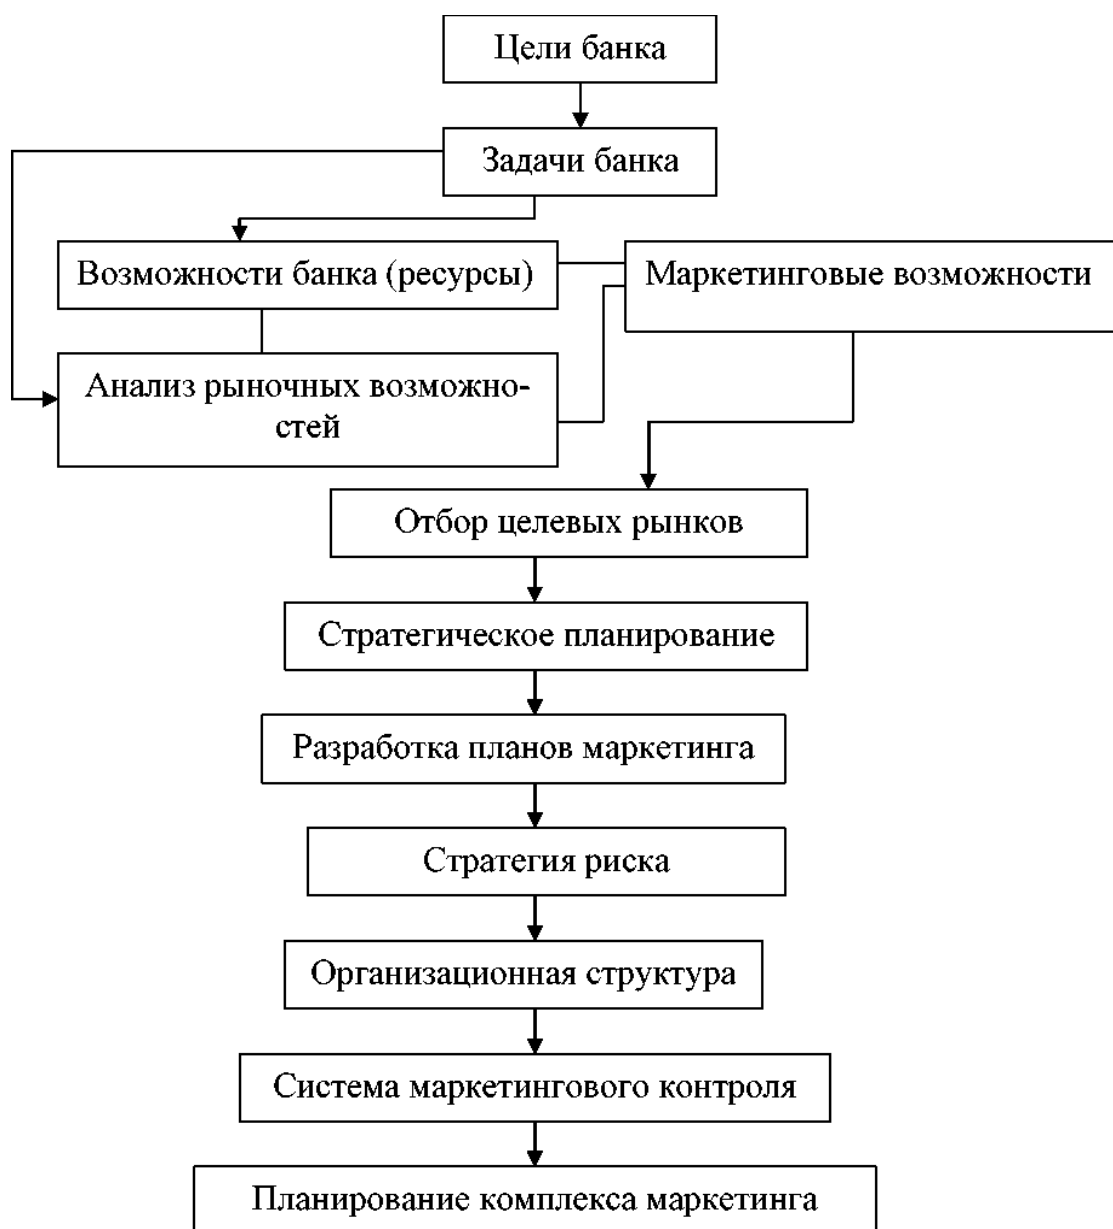 Цели банка
Задачи банка
Возможности банка (ресурсы)
Маркетинговые возможности
Анализ рыночных возможно-
стей
Отбор целевых рынков
Стратегическое планирование
Разработка планов маркетинга
Стратегия риска
Организационная структура
Система маркетингового контроля
Планирование комплекса маркетинга